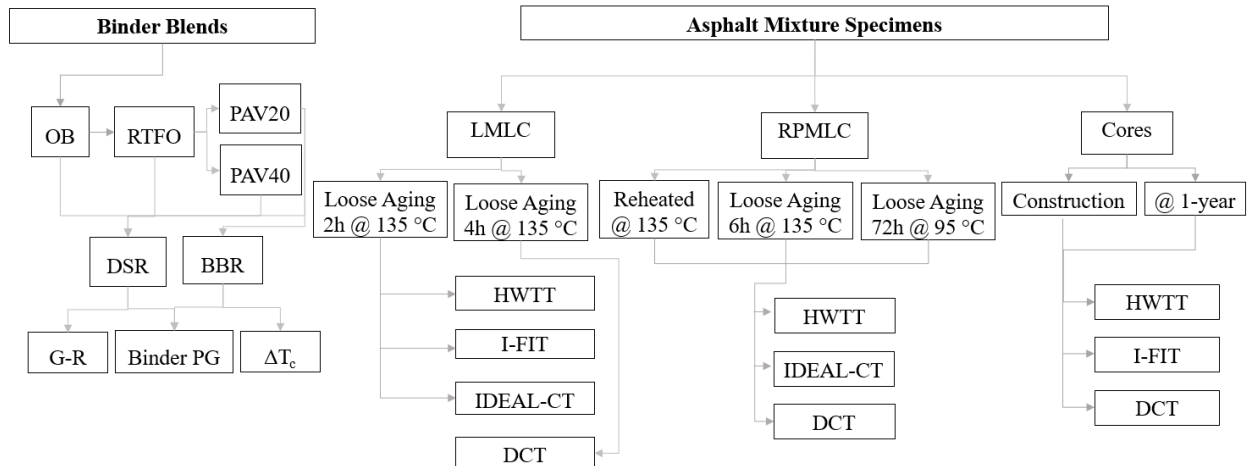 Binder Blends
OB
RTFO
PAV20
PAV40
DSR
BBR
G-R
Binder PG
ΔTc
Asphalt Mixture Specimens
LMLC
Loose Aging
2h @ 135 °C
Loose Aging
4h @ 135 °C
HWTT
I-FIT
IDEAL-CT
DCT
RPMLC
Reheated
@ 135 °C
Loose Aging
6h @ 135 °C
Loose Aging
72h @ 95 °C
HWTT
IDEAL-CT
DCT
Cores
Construction
@ 1-year
HWTT
I-FIT
DCT